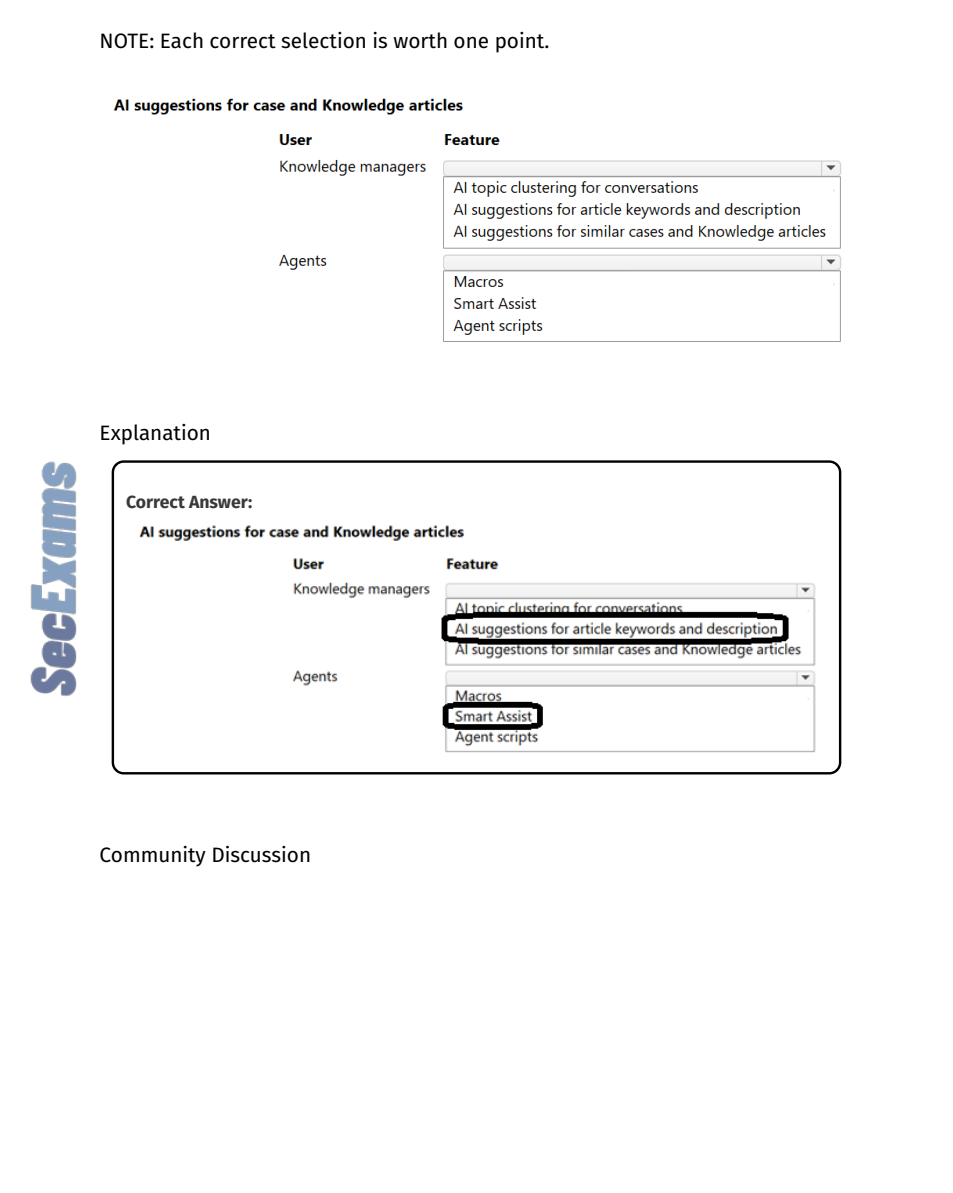 NOTE: Each correct selection is worth one point.
AI suggestions for case and Knowledge articles
User Feature
Knowledge managers
AI topic clustering for conversations
AI suggestions for article keywords and description
AI suggestions for similar cases and Knowledge articles
Agents
Macros
Smart Assist
Agent scripts
Explanation
SecExams
Correct Answer:
AI suggestions for case and Knowledge articles
User Feature
Knowledge managers
AI topic clustering for conversations
AI suggestions for article keywords and description
AI suggestions for similar cases and Knowledge articles
Agents
Macros
Smart Assist
Agent scripts
Community Discussion